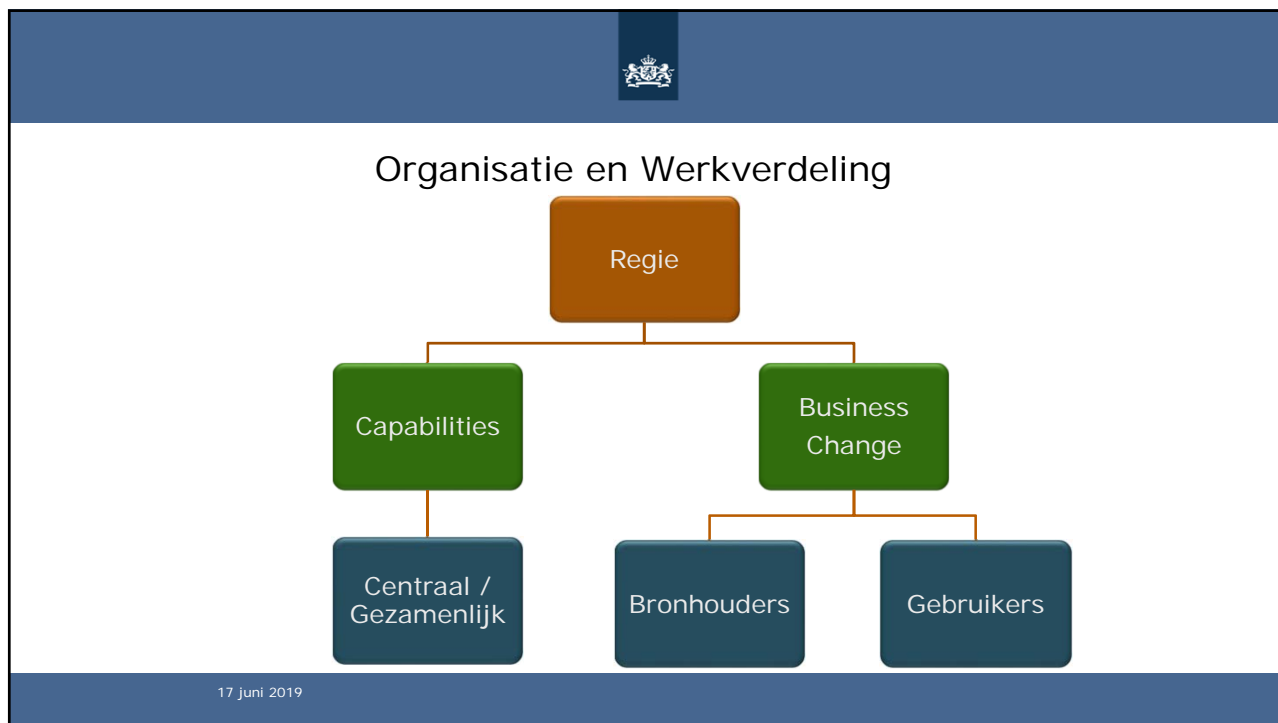 Organisatie en Werkverdeling
Regie
Capabilities
Business
Change
Centraal /
Gezamenlijk
Bronhouders
Gebruikers
17 juni 2019